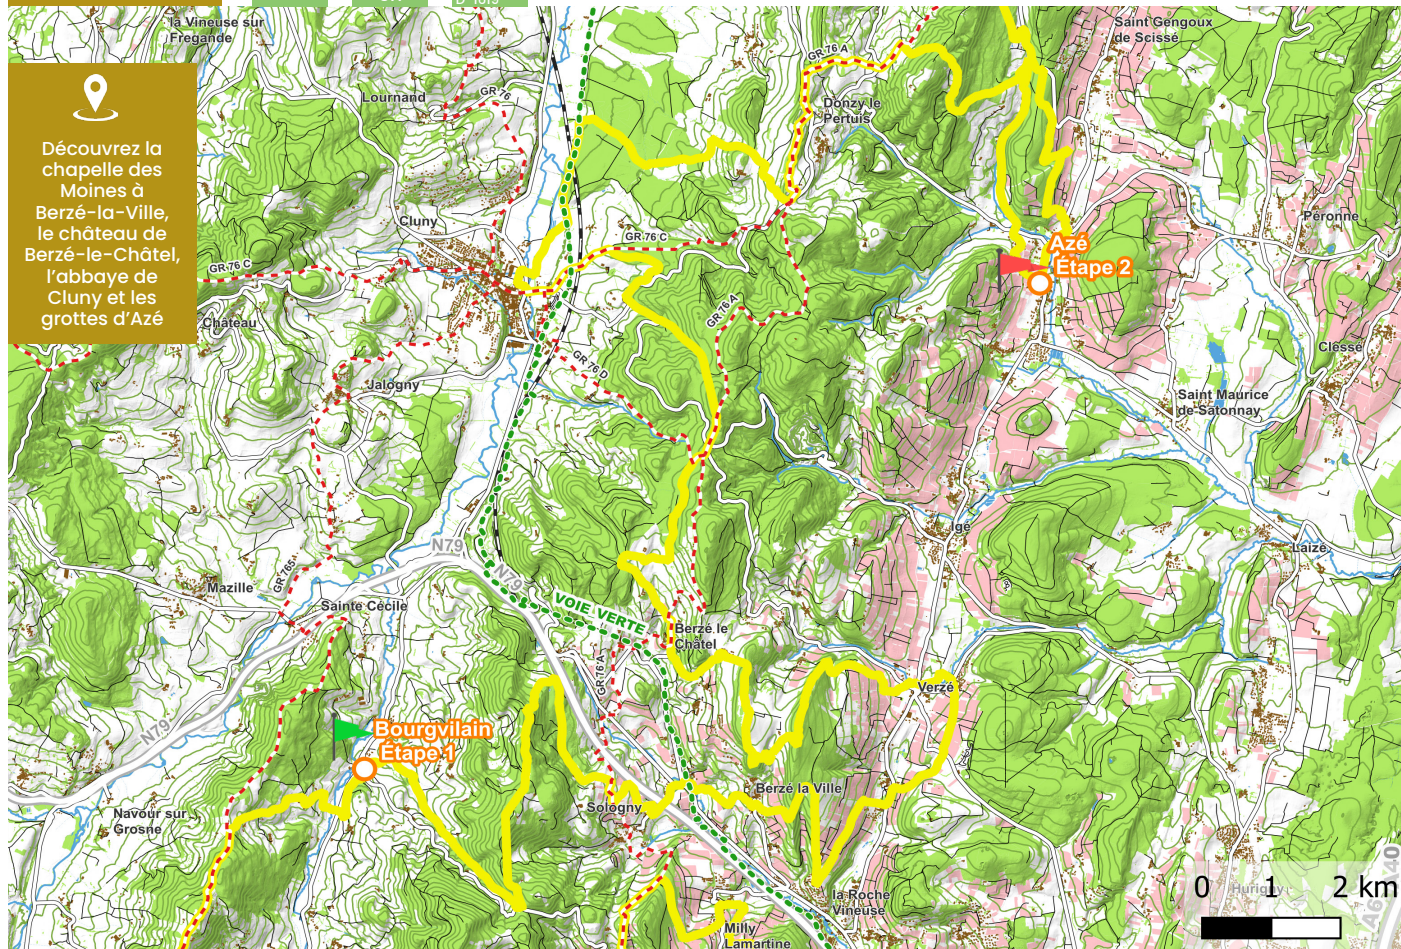 la Vineuse sur
Fregande
Saint Gengoux
de Scissé
GR 76 A
Lournand
GR 76
Donzy le
Pertuis
Découvrez la
chapelle des
Moines à
Berzé-la-Ville,
le château de
Berzé-le-Châtel,
l'abbaye de
Cluny et les
grottes d'Azé
Cluny
Péronne
GR 76 C
Azé
Étape 2
GR 76 C
Château
GR 76 A
Clessé
GR 76 D
Jalogny
Saint Maurice
de Satonnay
Igé
N79
Laizé
N79
Mazille
GR 765
VOIE VERTE
Sainte Cécile
Berzé le
Châtel
GR 76 A
Verzé
N79
Bourgvilain
Étape 1
Berzé la Ville
Sologny
Navour sur
Grosne
la Roche
Vineuse
Hurigny
0 1 2 km
Milly
Lamartine